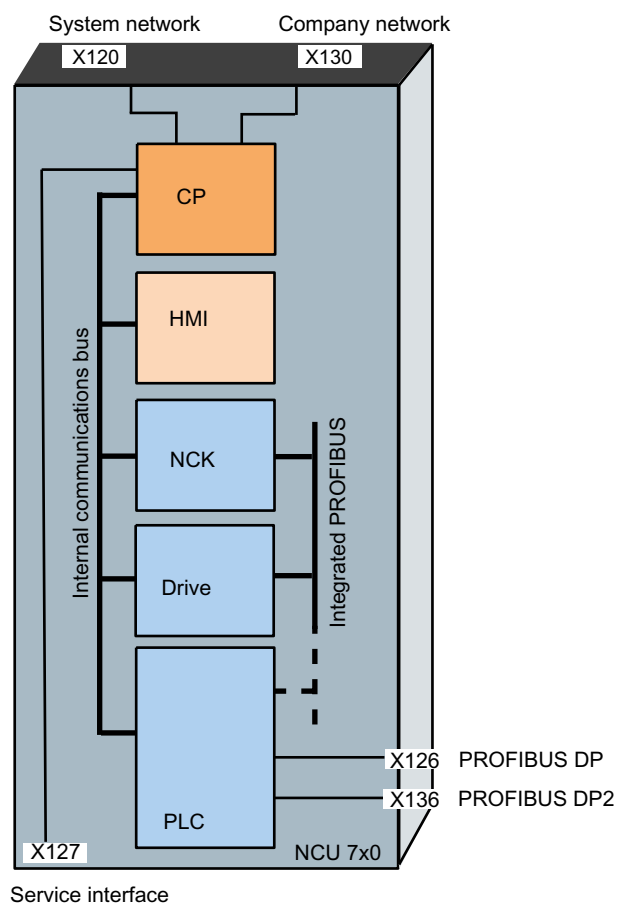 System network
Company network
X120
X130
CP
HMI
Internal communications bus
NCK
Integrated PROFIBUS
Drive
PLC
X126 PROFIBUS DP
X136 PROFIBUS DP2
X127
NCU 7x0
Service interface